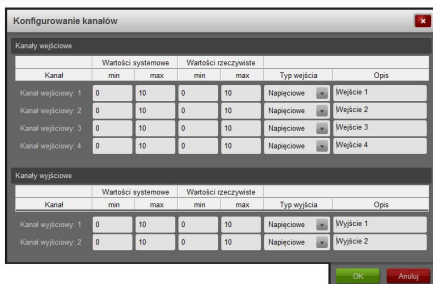 Konfigurowanie kanałów
Kanały wejściowe
Wartości systemowe Wartości rzeczywiste
Kanał min max min max Typ wejścia Opis
Kanał wejściowy: 1 0 10 0 10 Napięciowe Wejście 1
Kanał wejściowy: 2 0 10 0 10 Napięciowe Wejście 2
Kanał wejściowy: 3 0 10 0 10 Napięciowe Wejście 3
Kanał wejściowy: 4 0 10 0 10 Napięciowe Wejście 4
Kanały wyjściowe
Wartości systemowe Wartości rzeczywiste
Kanał min max min max Typ wyjścia Opis
Kanał wyjściowy: 1 0 10 0 10 Napięciowe Wyjście 1
Kanał wyjściowy: 2 0 10 0 10 Napięciowe Wyjście 2
OK Anuluj